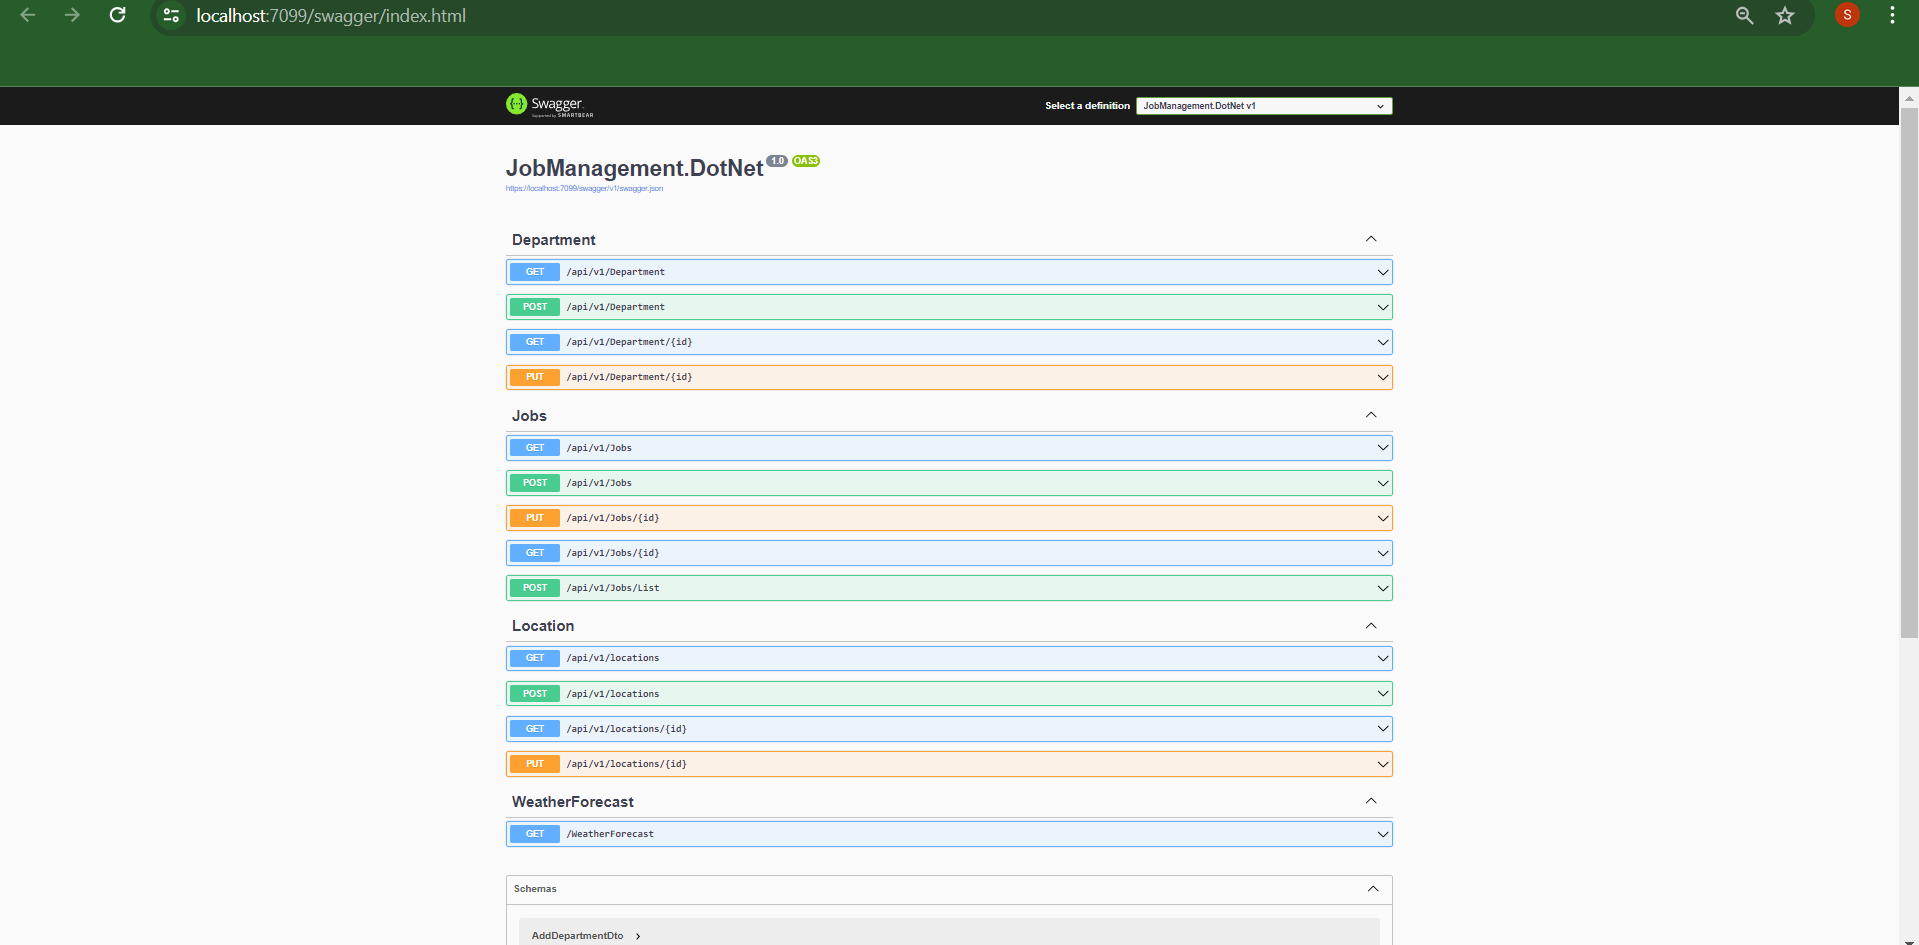 localhost:7099/swagger/index.html
S
Swagger.
Supported by SMARTBEAR
Select a definition
JobManagement.DotNet v1
JobManagement.DotNet 1.0 OAS3
https://localhost:7099/swagger/v1/swagger.json
Department
GET /api/v1/Department
POST /api/v1/Department
GET /api/v1/Department/{id}
PUT /api/v1/Department/{id}
Jobs
GET /api/v1/Jobs
POST /api/v1/Jobs
PUT /api/v1/Jobs/{id}
GET /api/v1/Jobs/{id}
POST /api/v1/Jobs/List
Location
GET /api/v1/locations
POST /api/v1/locations
GET /api/v1/locations/{id}
PUT /api/v1/locations/{id}
WeatherForecast
GET /WeatherForecast
Schemas
AddDepartmentDto